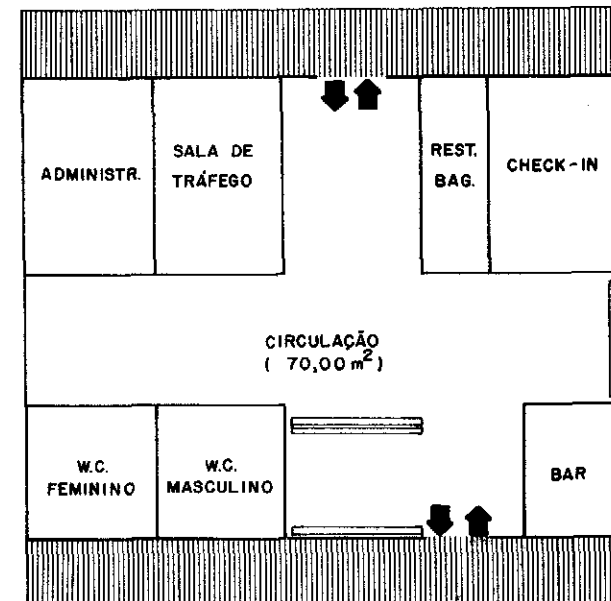 ADMINISTR.
SALA DE
TRÁFEGO
REST.
BAG.
CHECK-IN
CIRCULAÇÃO
( 70,00 m²)
W.C.
FEMININO
W.C.
MASCULINO
BAR